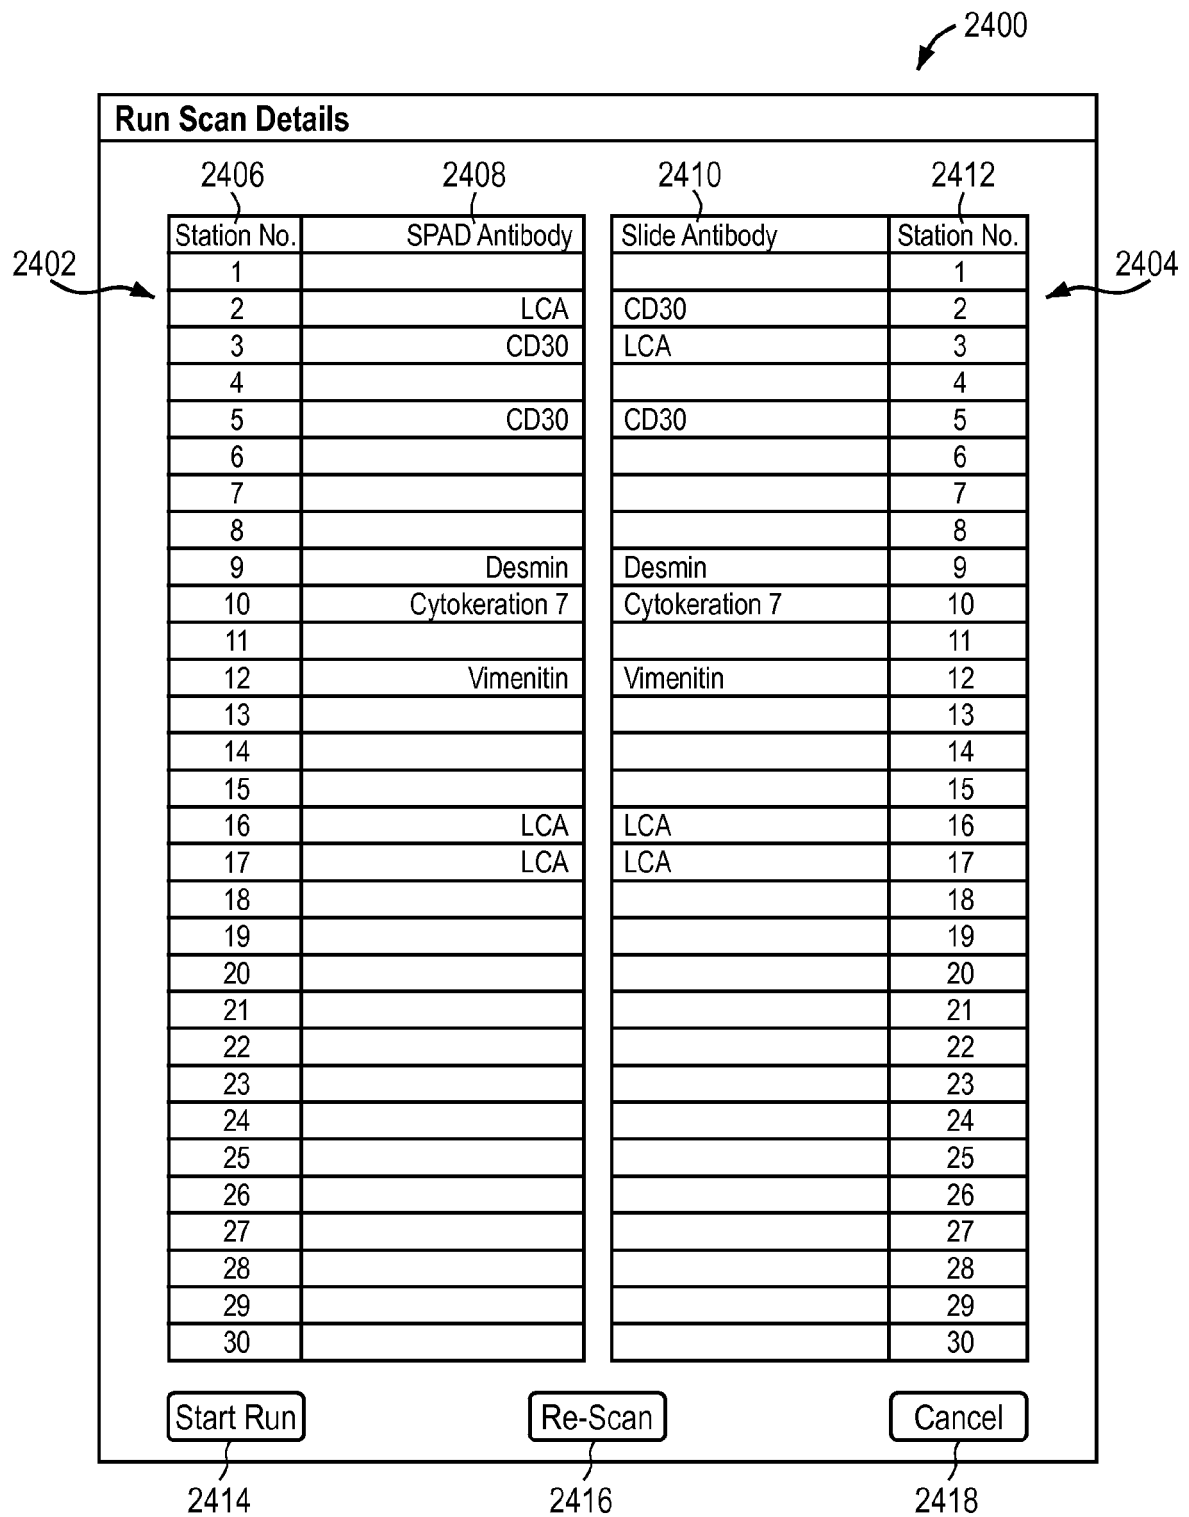 2400
Run Scan Details
2406 2408 2410 2412
Station No. SPAD Antibody Slide Antibody Station No.
2402 2404
1 1
2 LCA CD30 2
3 CD30 LCA 3
4 4
5 CD30 CD30 5
6 6
7 7
8 8
9 Desmin Desmin 9
10 Cytokeration 7 Cytokeration 7 10
11 11
12 Vimenitin Vimenitin 12
13 13
14 14
15 15
16 LCA LCA 16
17 LCA LCA 17
18 18
19 19
20 20
21 21
22 22
23 23
24 24
25 25
26 26
27 27
28 28
29 29
30 30
Start Run Re-Scan Cancel
2414 2416 2418